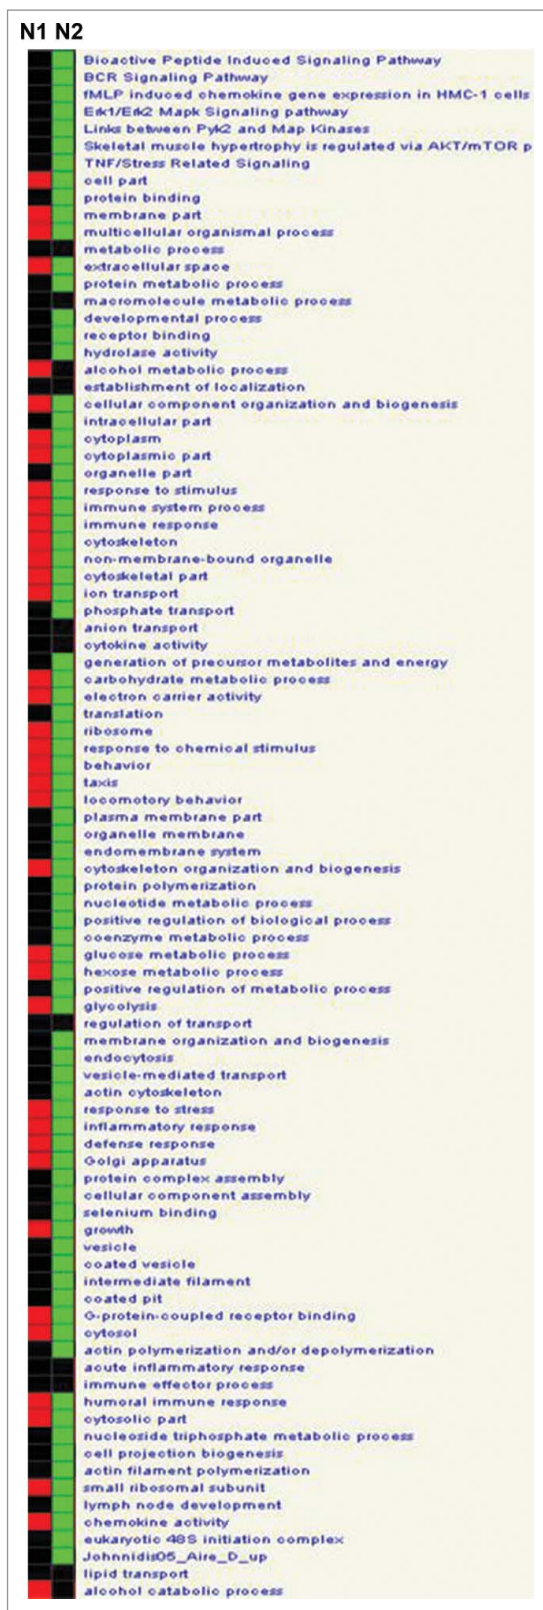 N1 N2
Bioactive Peptide Induced Signaling Pathway
BCR Signaling Pathway
fMLP induced chemokine gene expression in HMC-1 cells
Erk1/Erk2 Mapk Signaling pathway
Links between Pyk2 and Map Kinases
Skeletal muscle hypertrophy is regulated via AKT/mTOR p
TNF/Stress Related Signaling
cell part
protein binding
membrane part
multicellular organismal process
metabolic process
extracellular space
protein metabolic process
macromolecule metabolic process
developmental process
receptor binding
hydrolase activity
alcohol metabolic process
establishment of localization
cellular component organization and biogenesis
intracellular part
cytoplasm
cytoplasmic part
organelle part
response to stimulus
immune system process
immune response
cytoskeleton
non-membrane-bound organelle
cytoskeletal part
ion transport
phosphate transport
anion transport
cytokine activity
generation of precursor metabolites and energy
carbohydrate metabolic process
electron carrier activity
translation
ribosome
response to chemical stimulus
behavior
taxis
locomotory behavior
plasma membrane part
organelle membrane
endomembrane system
cytoskeleton organization and biogenesis
protein polymerization
nucleotide metabolic process
positive regulation of biological process
coenzyme metabolic process
glucose metabolic process
hexose metabolic process
positive regulation of metabolic process
glycolysis
regulation of transport
membrane organization and biogenesis
endocytosis
vesicle-mediated transport
actin cytoskeleton
response to stress
inflammatory response
defense response
Golgi apparatus
protein complex assembly
cellular component assembly
selenium binding
growth
vesicle
coated vesicle
intermediate filament
coated pit
G-protein-coupled receptor binding
cytosol
actin polymerization and/or depolymerization
acute inflammatory response
immune effector process
humoral immune response
cytosolic part
nucleoside triphosphate metabolic process
cell projection biogenesis
actin filament polymerization
small ribosomal subunit
lymph node development
chemokine activity
eukaryotic 48S initiation complex
Johnnidis05_Aire_D_up
lipid transport
alcohol catabolic process